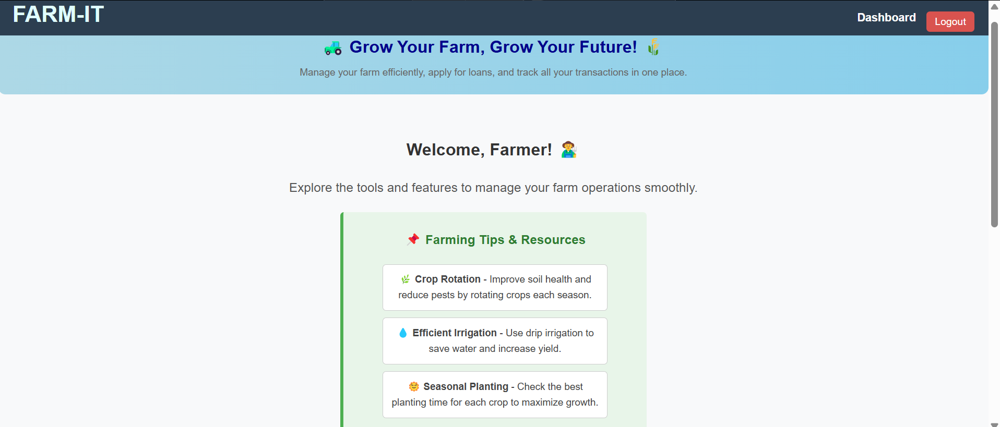 FARM-IT
Dashboard
Logout
Grow Your Farm, Grow Your Future!
Manage your farm efficiently, apply for loans, and track all your transactions in one place.
Welcome, Farmer!
Explore the tools and features to manage your farm operations smoothly.
Farming Tips & Resources
Crop Rotation - Improve soil health and
reduce pests by rotating crops each season.
Efficient Irrigation - Use drip irrigation to
save water and increase yield.
Seasonal Planting - Check the best
planting time for each crop to maximize growth.